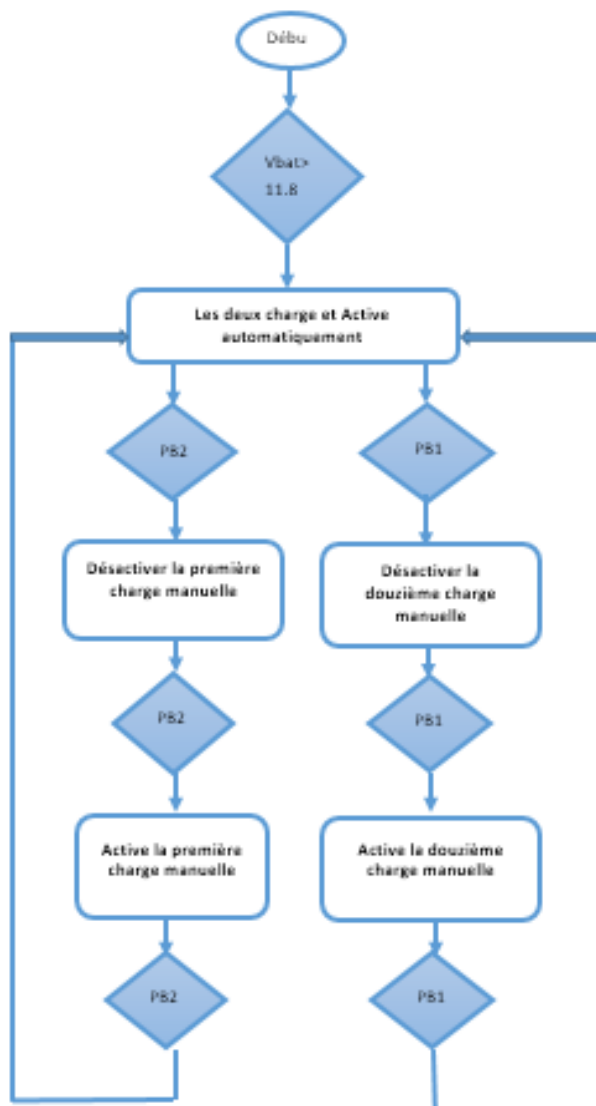 Débu
Vbat>
11.8
Les deux charge et Active
automatiquement
PB2
PB1
Désactiver la première
charge manuelle
Désactiver la
douzième charge
manuelle
PB2
PB1
Active la première
charge manuelle
Active la douzième
charge manuelle
PB2
PB1